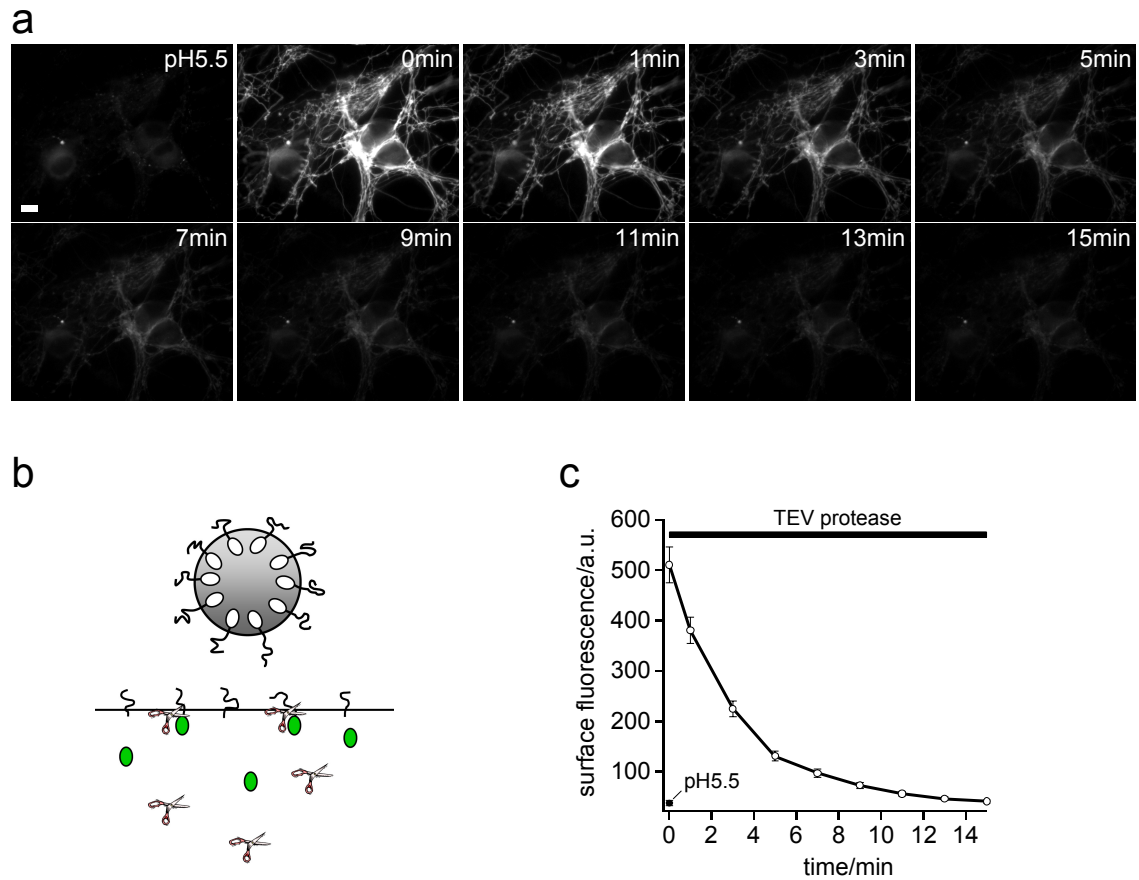 a
pH5.5 0min 1min 3min 5min
7min 9min 11min 13min 15min
b
c
TEV protease
surface fluorescence/a.u.
600
500
400
300
200
100
pH5.5
0 2 4 6 8 10 12 14
time/min